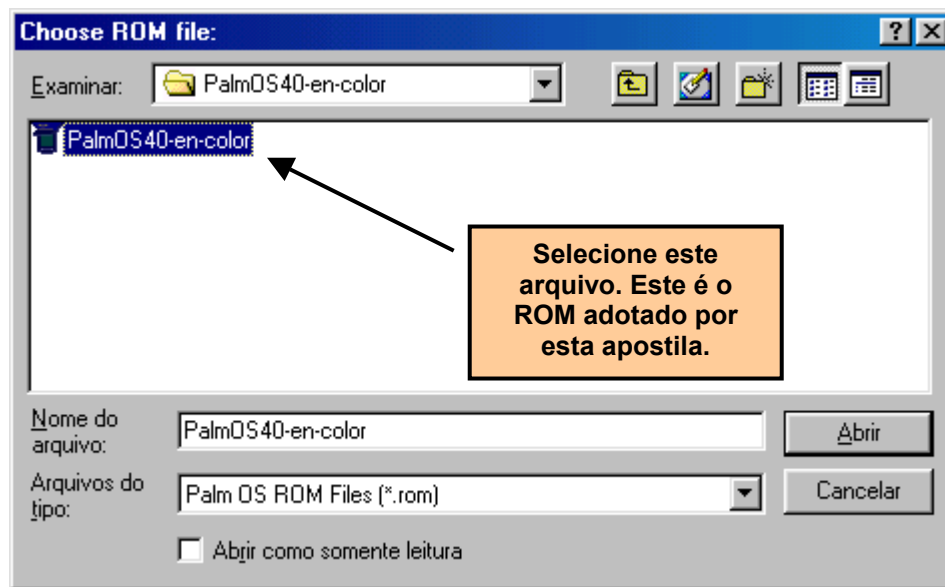 Choose ROM file:
Examinar: PalmOS40-en-color
PalmOS40-en-color
Selecione este
arquivo. Este é o
ROM adotado por
esta apostila.
Nome do
arquivo:
PalmOS40-en-color
Abrir
Arquivos do
tipo:
Palm OS ROM Files (*.rom)
Cancelar
Abrir como somente leitura